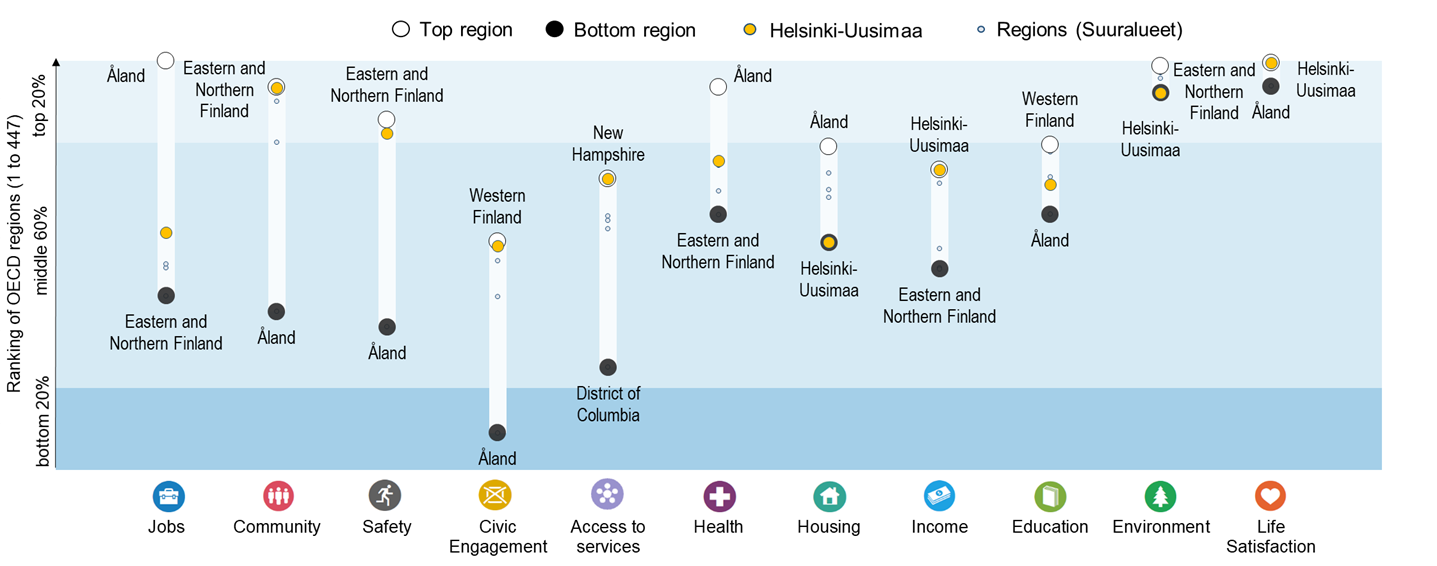 Top region
Bottom region
Helsinki-Uusimaa
Regions (Suuralueet)
Ranking of OECD regions (1 to 447)
top 20%
middle 60%
bottom 20%
Åland
Eastern and
Northern Finland
Eastern and
Northern
Finland
Åland
Eastern and
Northern Finland
Åland
Western
Finland
Åland
New
Hampshire
District of
Columbia
Åland
Eastern and
Northern Finland
Åland
Helsinki-
Uusimaa
Helsinki-
Uusimaa
Eastern and
Northern Finland
Western
Finland
Åland
Eastern and
Northern
Finland
Helsinki-
Uusimaa
Helsinki-
Uusimaa
Åland
Jobs
Community
Safety
Civic
Engagement
Access to
services
Health
Housing
Income
Education
Environment
Life
Satisfaction